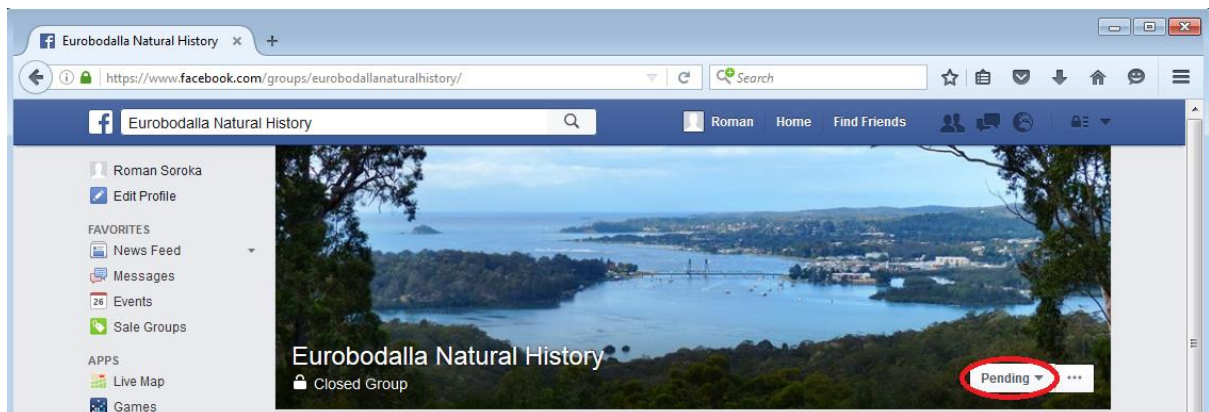 Eurobodalla Natural History × +
https://www.facebook.com/groups/eurobodallanaturalhistory/ Search
f Eurobodalla Natural History Roman Home Find Friends
Roman Soroka
Edit Profile
FAVORITES
News Feed
Messages
26 Events
Sale Groups
APPS
Live Map
Games
Eurobodalla Natural History
Closed Group
Pending ...